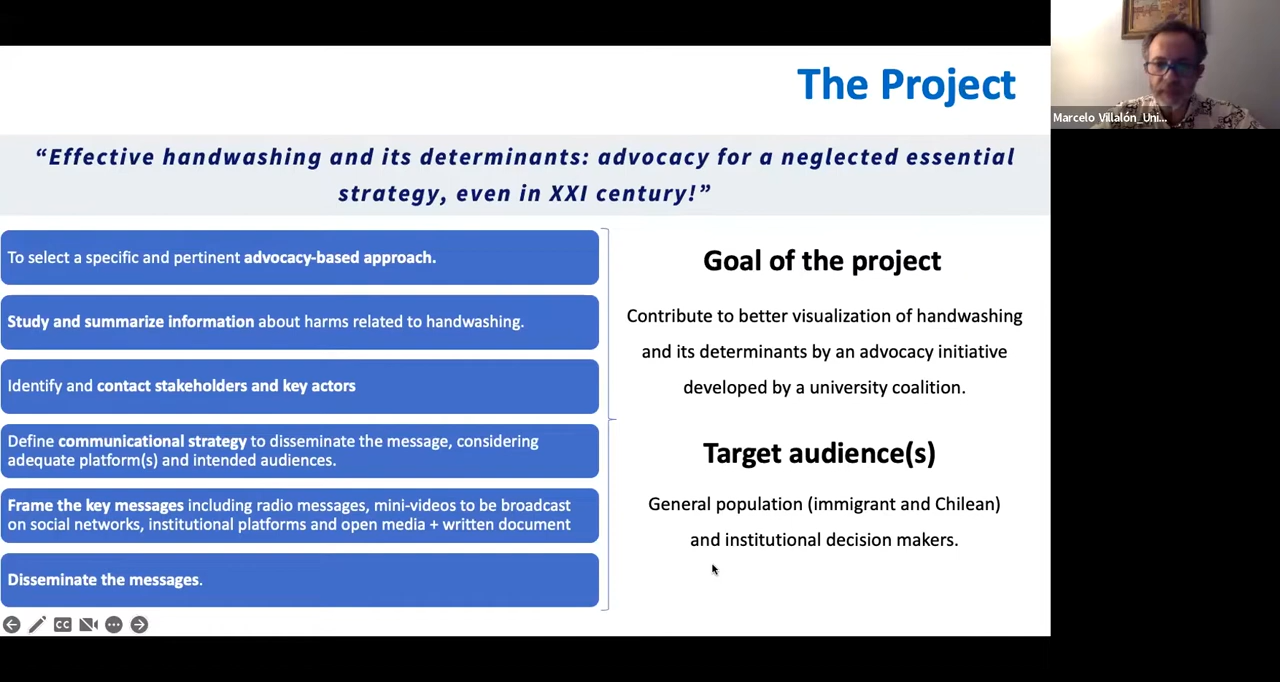 The Project
“Effective handwashing and its determinants: advocacy for a neglected essential
strategy, even in XXI century!”
To select a specific and pertinent advocacy-based approach.
Study and summarize information about harms related to handwashing.
Identify and contact stakeholders and key actors
Define communicational strategy to disseminate the message, considering
adequate platform(s) and intended audiences.
Frame the key messages including radio messages, mini-videos to be broadcast
on social networks, institutional platforms and open media + written document
Disseminate the messages.
Goal of the project
Contribute to better visualization of handwashing
and its determinants by an advocacy initiative
developed by a university coalition.
Target audience(s)
General population (immigrant and Chilean)
and institutional decision makers.
CC
Marcelo Villalón_Uni...